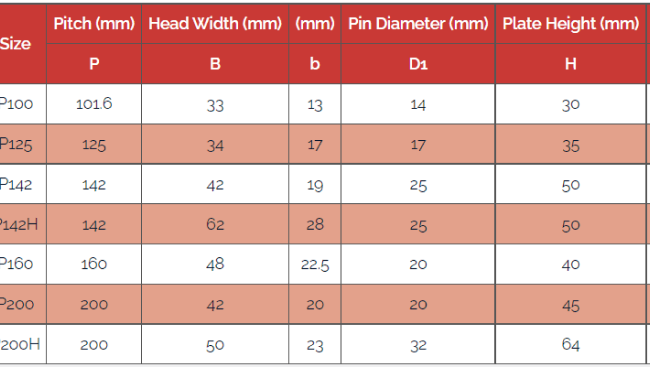 Size Pitch (mm) Head Width (mm) (mm) Pin Diameter (mm) Plate Height (mm)
P B b D1 H
P100 101.6 33 13 14 30
P125 125 34 17 17 35
P142 142 42 19 25 50
P142H 142 62 28 25 50
P160 160 48 22.5 20 40
P200 200 42 20 20 45
200H 200 50 23 32 64